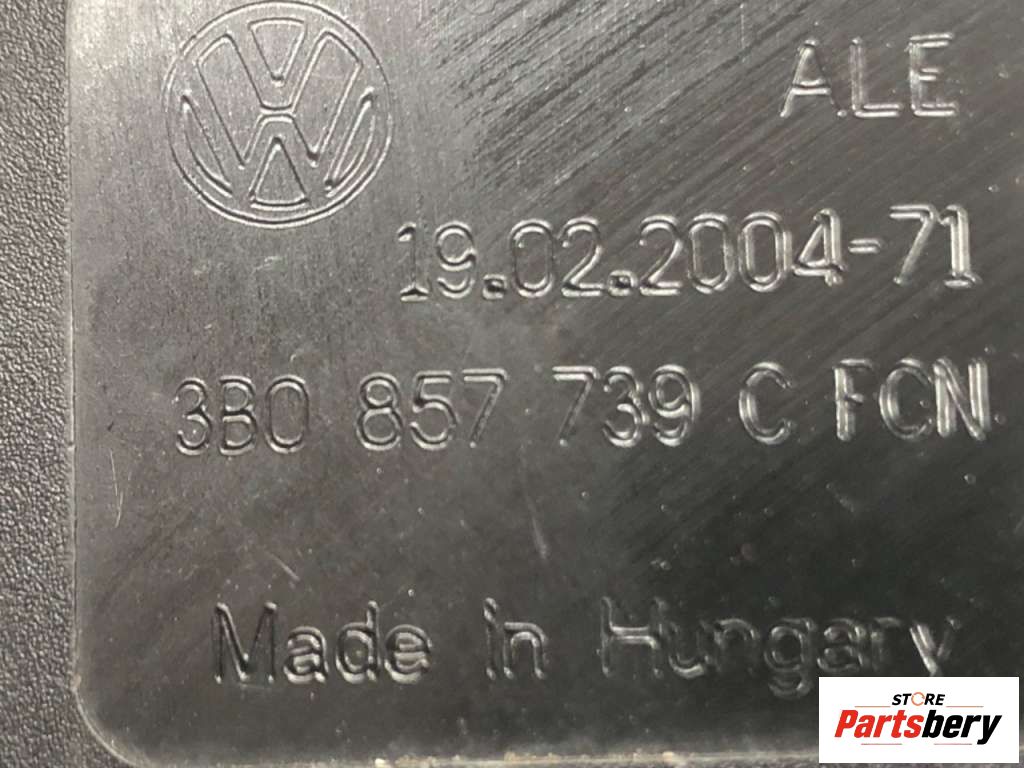 ALE
19.02.2004-71
3B0 857 739 C FCN
Made in Hungary
STORE
Partsbery